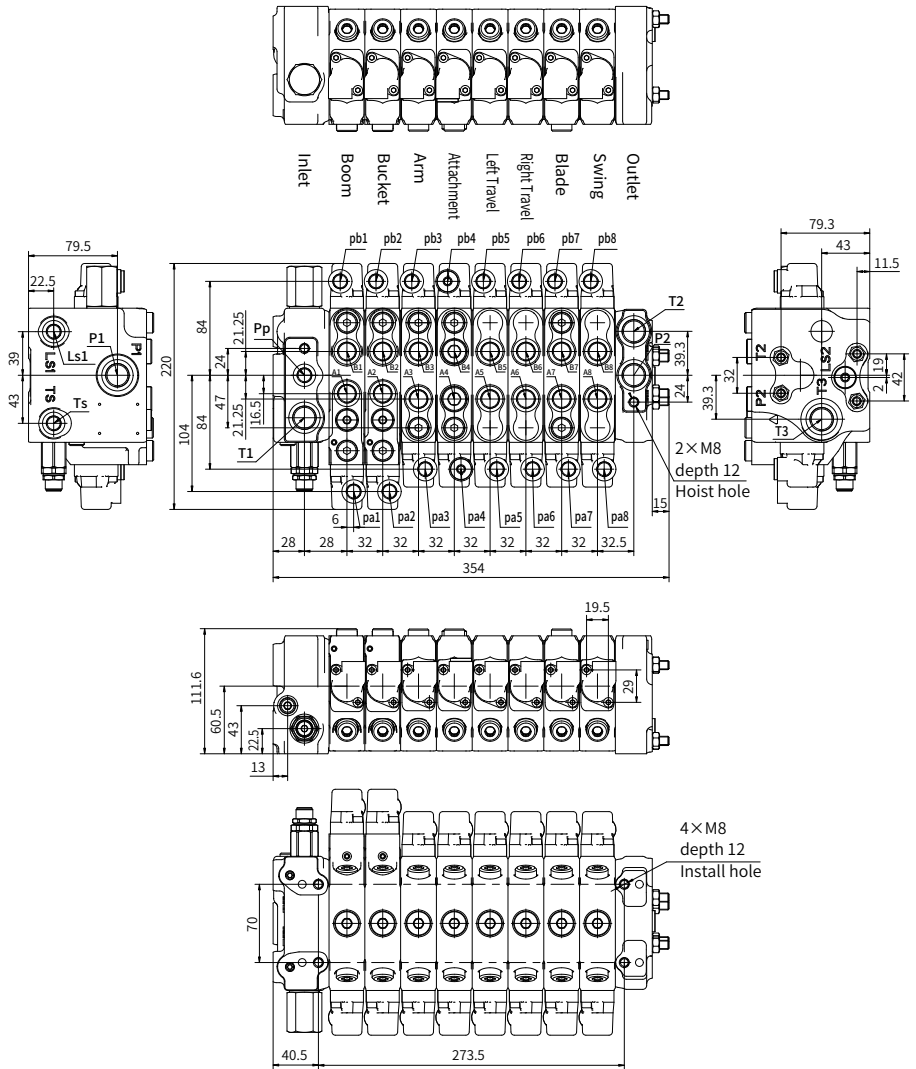 Inlet
Boom
Bucket
Arm
Attachment
Left Travel
Right Travel
Blade
Swing
Outlet
79.5
22.5
39
43
P1
Ls1
Ts
P1
LS1
TS
220
104
84
84
Pp
24
21.25
47
21.25
16.5
T1
pb1
pb2
pb3
pb4
pb5
pb6
pb7
pb8
B1
B2
B3
B4
B5
B6
B7
B8
A1
A2
A3
A4
A5
A6
A7
A8
T2
P2
39.3
24
2×M8
depth 12
Hoist hole
15
pa1
pa2
pa3
pa4
pa5
pa6
pa7
pa8
6
28
28
32
32
32
32
32
32
32
32.5
354
79.3
43
11.5
T2
P2
LS2
T3
T3
32
39.3
19
2
42
111.6
60.5
43
22.5
13
19.5
29
4×M8
depth 12
Install hole
70
40.5
273.5